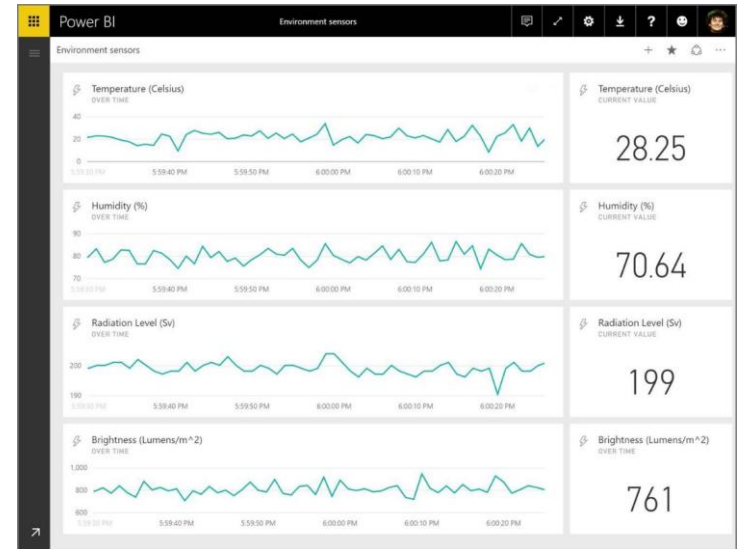 Power BI
Environment sensors
?
Environment sensors
+
...
Temperature (Celsius)
OVER TIME
40
20
0
5:59:40 PM 5:59:50 PM 6:00:00 PM 6:00:10 PM 6:00:20 PM
Temperature (Celsius)
CURRENT VALUE
28.25
Humidity (%)
OVER TIME
90
80
70
5:59:40 PM 5:59:50 PM 6:00:00 PM 6:00:10 PM 6:00:20 PM
Humidity (%)
CURRENT VALUE
70.64
Radiation Level (Sv)
OVER TIME
200
190
5:59:40 PM 5:59:50 PM 6:00:00 PM 6:00:10 PM 6:00:20 PM
Radiation Level (Sv)
CURRENT VALUE
199
Brightness (Lumens/m^2)
OVER TIME
1,000
800
600
5:59:40 PM 5:59:50 PM 6:00:00 PM 6:00:10 PM 6:00:20 PM
Brightness (Lumens/m^2)
OVER TIME
761